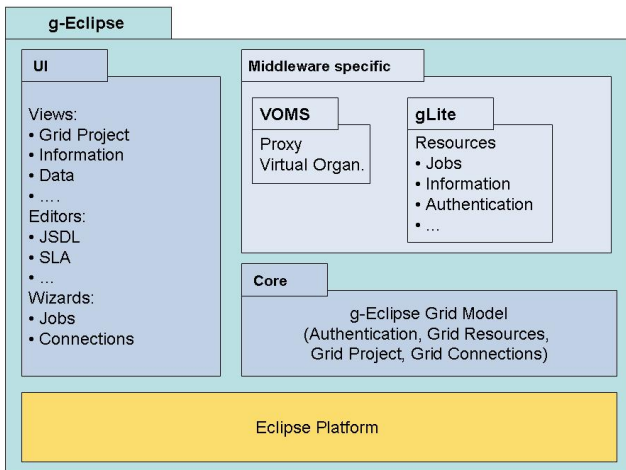 g-Eclipse
UI
Views:
• Grid Project
• Information
• Data
• ....
Editors:
• JSDL
• SLA
• ...
Wizards:
• Jobs
• Connections
Middleware specific
VOMS
Proxy
Virtual Organ.
gLite
Resources
• Jobs
• Information
• Authentication
• ...
Core
g-Eclipse Grid Model
(Authentication, Grid Resources,
Grid Project, Grid Connections)
Eclipse Platform